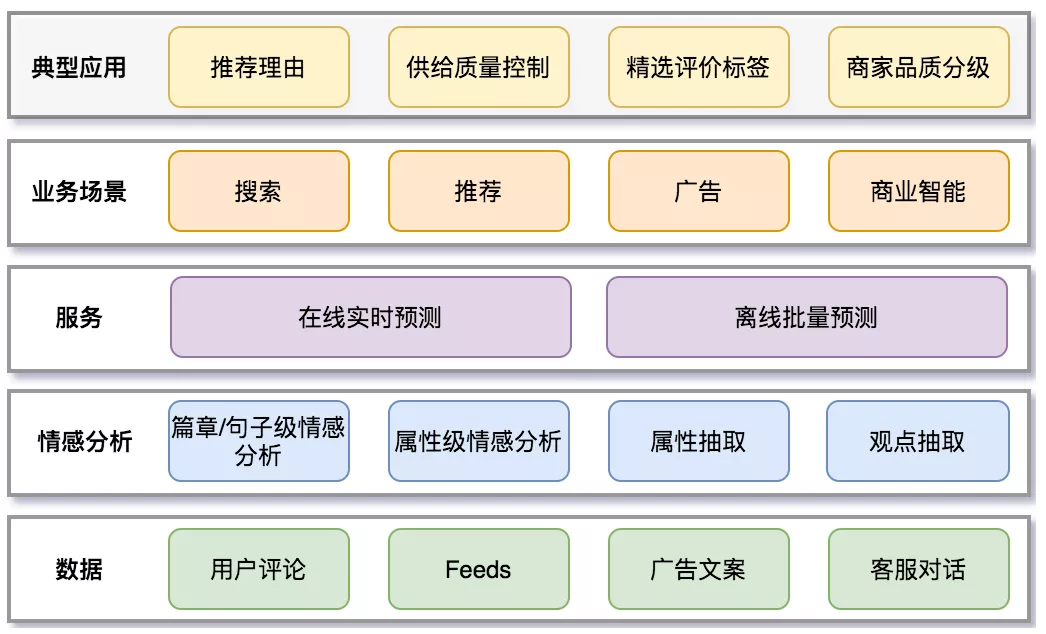 典型应用
推荐理由
供给质量控制
精选评价标签
商家品质分级
业务场景
搜索
推荐
广告
商业智能
服务
在线实时预测
离线批量预测
情感分析
篇章/句子级情感
分析
属性级情感分析
属性抽取
观点抽取
数据
用户评论
Feeds
广告文案
客服对话